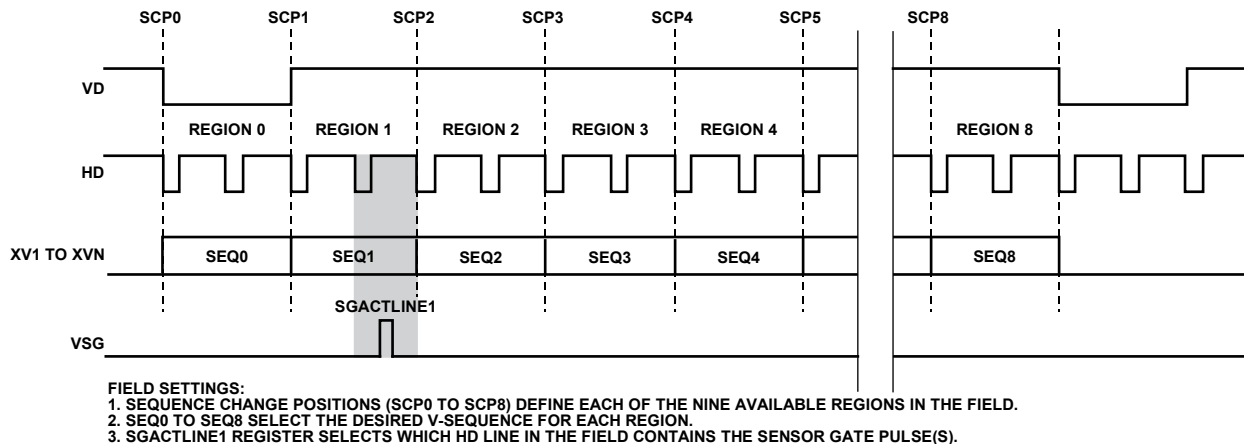 SCP0 SCP1 SCP2 SCP3 SCP4 SCP5 SCP8
VD
REGION 0 REGION 1 REGION 2 REGION 3 REGION 4 REGION 8
HD
XV1 TO XVN SEQ0 SEQ1 SEQ2 SEQ3 SEQ4 SEQ8
SGACTLINE1
VSG
FIELD SETTINGS:
1. SEQUENCE CHANGE POSITIONS (SCP0 TO SCP8) DEFINE EACH OF THE NINE AVAILABLE REGIONS IN THE FIELD.
2. SEQ0 TO SEQ8 SELECT THE DESIRED V-SEQUENCE FOR EACH REGION.
3. SGACTLINE1 REGISTER SELECTS WHICH HD LINE IN THE FIELD CONTAINS THE SENSOR GATE PULSE(S).